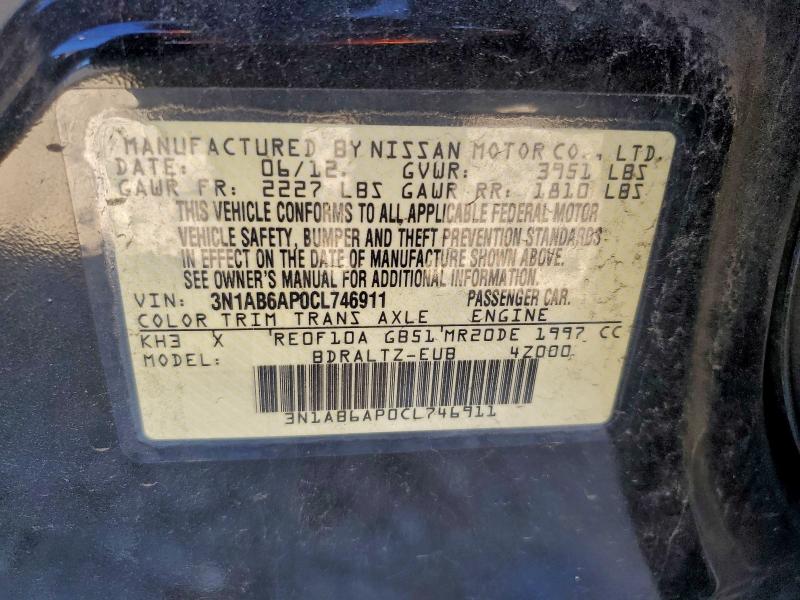 MANUFACTURED BY NISSAN MOTOR CO., LTD.
DATE: 06/12. GVWR: 3951 LBS
GAWR FR: 2227 LBS GAWR RR: 1810 LBS
THIS VEHICLE CONFORMS TO ALL APPLICABLE FEDERAL MOTOR
VEHICLE SAFETY, BUMPER AND THEFT PREVENTION STANDARDS
IN EFFECT ON THE DATE OF MANUFACTURE SHOWN ABOVE.
SEE OWNER'S MANUAL FOR ADDITIONAL INFORMATION.
VIN: 3N1AB6AP0CL746911 PASSENGER CAR.
COLOR TRIM TRANS AXLE ENGINE
KH3 X RE0F10A GB51 MR20DE 1997 CC
MODEL: BDRALTZ-EUB 4Z000
3N1AB6AP0CL746911